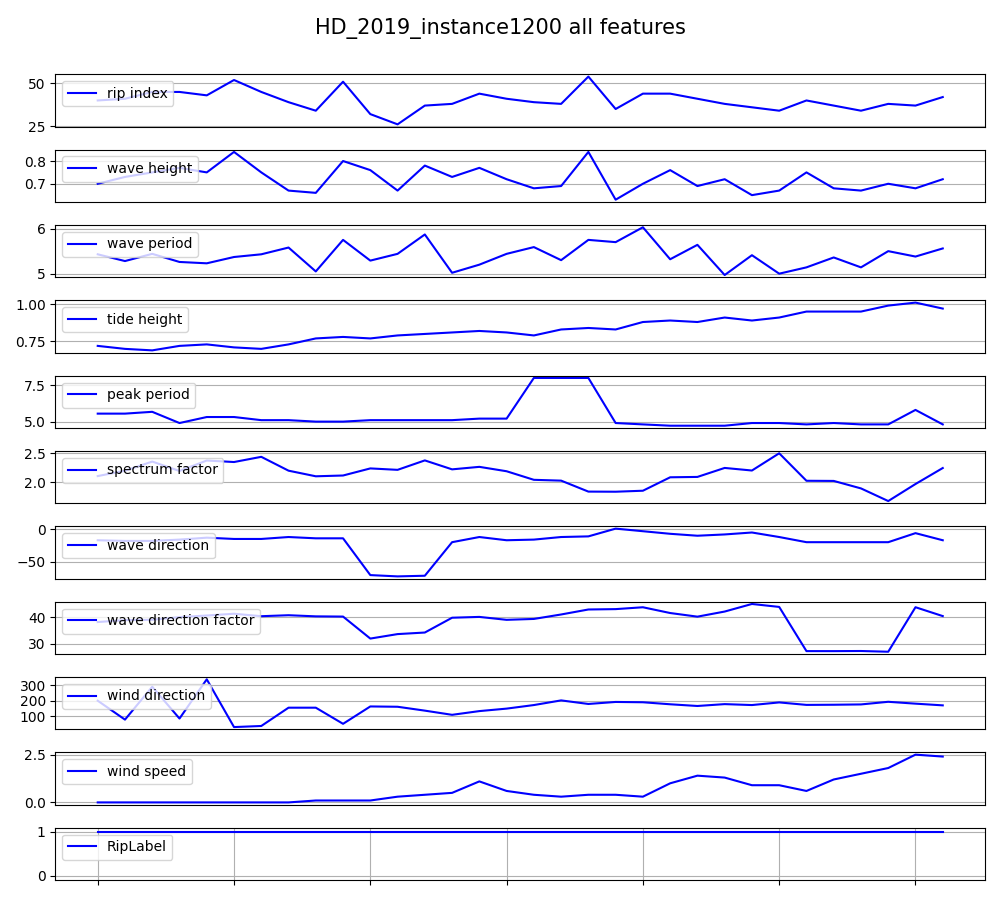 HD_2019_instance1200 all features
50
25
rip index
0.8
0.7
wave height
6
5
wave period
1.00
0.75
tide height
7.5
5.0
peak period
2.5
2.0
spectrum factor
0
−50
wave direction
40
30
wave direction factor
300
200
100
wind direction
2.5
0.0
wind speed
1
0
RipLabel